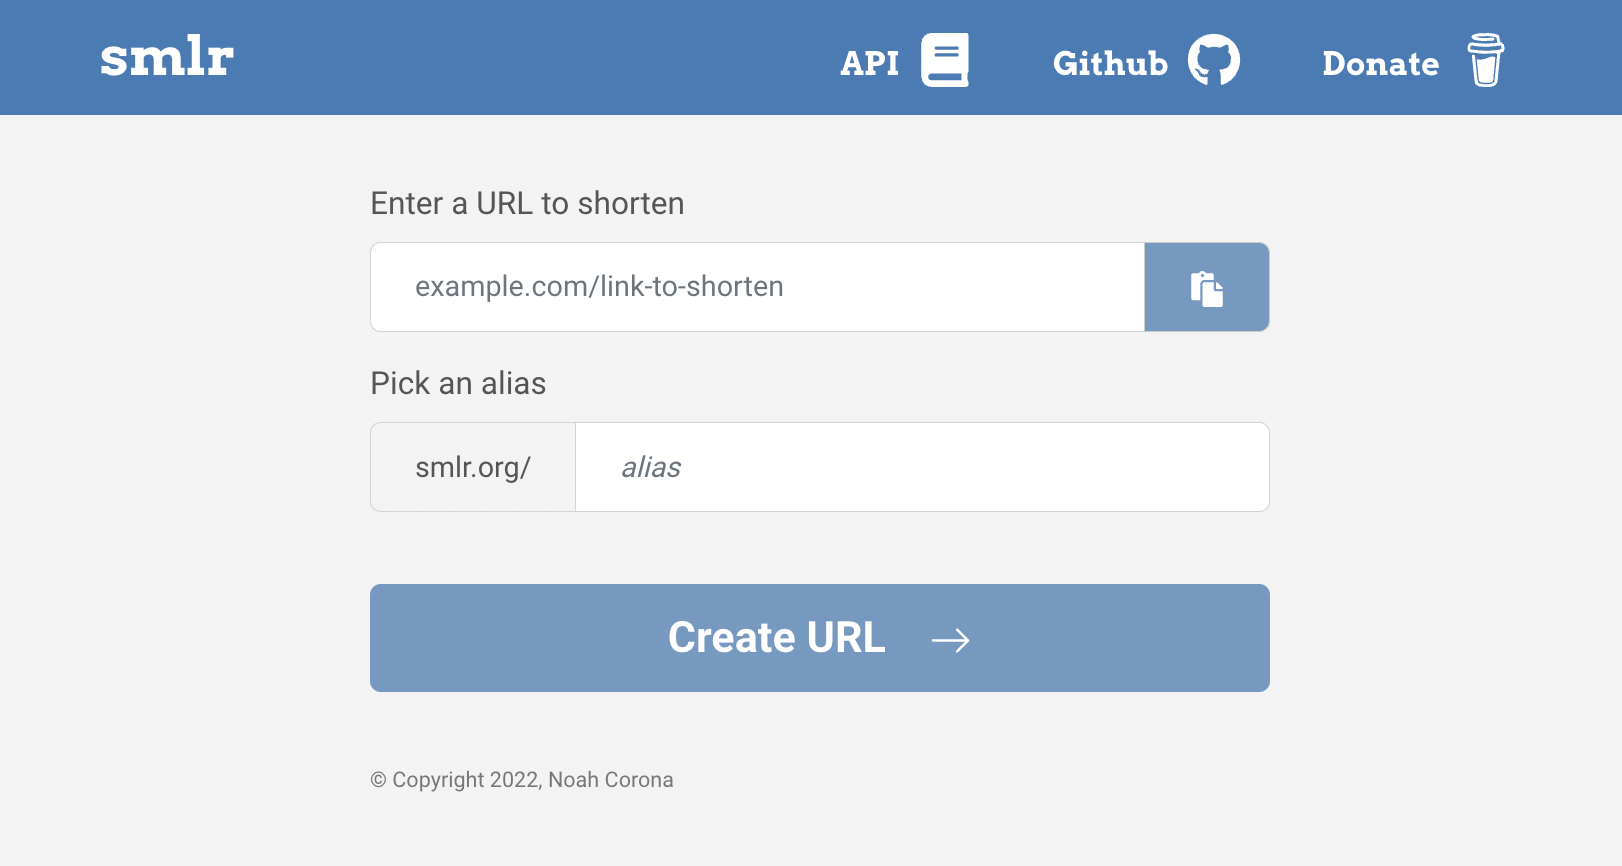 smlr
API
Github
Donate
Enter a URL to shorten
example.com/link-to-shorten
Pick an alias
smlr.org/
alias
Create URL
© Copyright 2022, Noah Corona